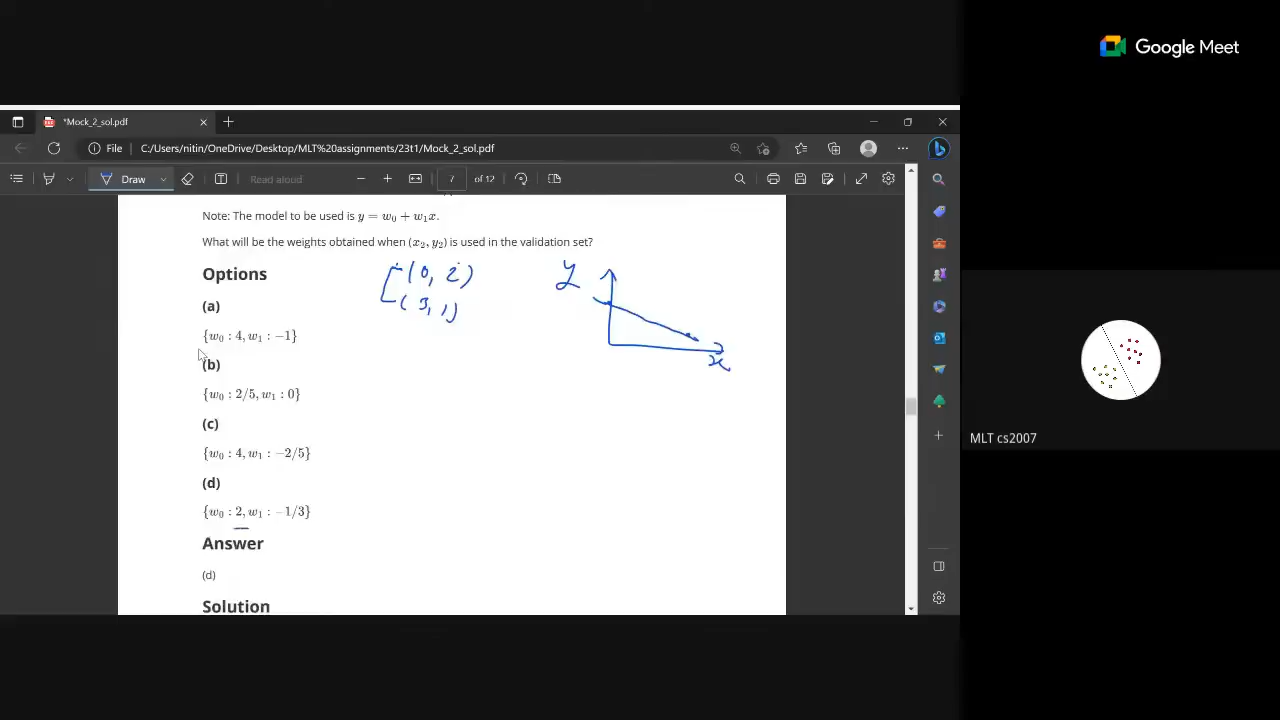 Google Meet
*Mock_2_sol.pdf
File
C:/Users/nitin/OneDrive/Desktop/MLT%20assignments/23t1/Mock_2_sol.pdf
Draw
Read aloud
7
of 12
Note: The model to be used is y = w₀ + w₁x.
What will be the weights obtained when (x₂, y₂) is used in the validation set?
Options
(0, 2)
(3, 1)
y
x
(a)
{w₀ : 4, w₁ : −1}
(b)
{w₀ : 2/5, w₁ : 0}
(c)
{w₀ : 4, w₁ : −2/5}
(d)
{w₀ : 2, w₁ : −1/3}
Answer
(d)
Solution
MLT cs2007